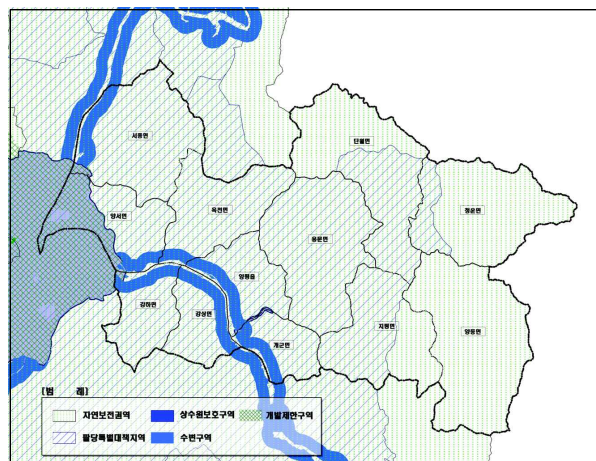 서종면
단월면
청운면
양서면
옥천면
용문면
양평읍
강하면
강상면
지평면
양동면
개군면
[범 례]
자연보전권역 상수원보호구역 개발제한구역
팔당특별대책지역 수변구역